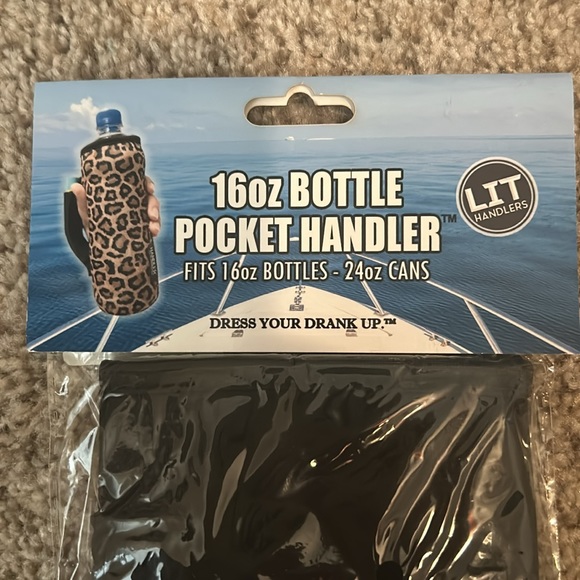 16oz BOTTLE
POCKET-HANDLER™
FITS 16oz BOTTLES - 24oz CANS
DRESS YOUR DRANK UP.™
LIT
HANDLERS